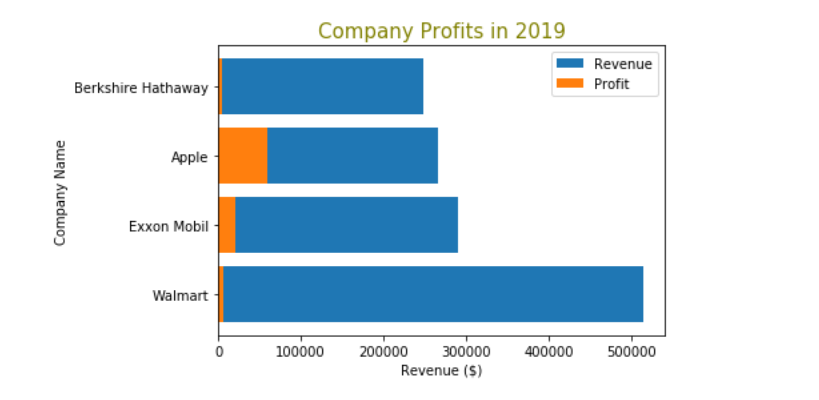 Company Profits in 2019
Revenue
Profit
Company Name
Berkshire Hathaway
Apple
Exxon Mobil
Walmart
0 100000 200000 300000 400000 500000
Revenue ($)